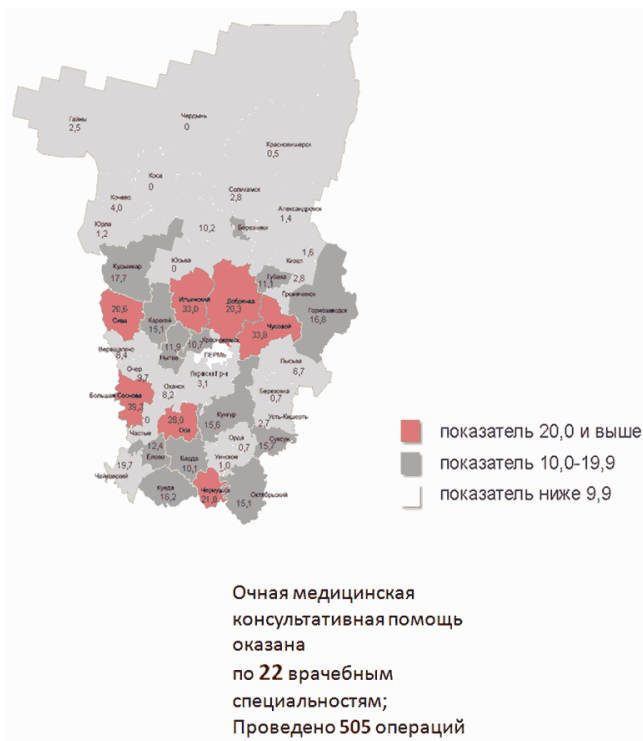 Гайны
2,5
Чердынь
0
Красновишерск
0,5
Коса
0
Кочево
4,0
Соликамск
2,8
Александровск
1,4
Юрла
1,2
10,2
Березники
Юсьва
0
1,6
Кизел
Кудымкар
17,7
Губаха
11,1
2,8
Гремячинск
Ильинский
33,0
Добрянка
20,3
Горнозаводск
16,8
20,6
Сива
Карагай
15,1
Чусовой
33,8
11,9
Нытва
10,7
Краснокамск
ПЕРМЬ
Верещагино
8,4
Очер
9,7
Пермский р-н
3,1
Лысьва
6,7
Большая Соснова
39,3
Оханск
8,2
Березовка
0,7
Частые
0
28,0
Оса
Кунгур
15,6
Усть-Кишерть
2,7
Орда
0,7
Суксун
15,7
12,4
Елово
Барда
10,1
Уинское
1,0
19,7
Чайковский
Куеда
16,2
Чернушка
21,0
Октябрьский
15,1
показатель 20,0 и выше
показатель 10,0-19,9
показатель ниже 9,9
Очная медицинская
консультативная помощь
оказана
по 22 врачебным
специальностям;
Проведено 505 операций